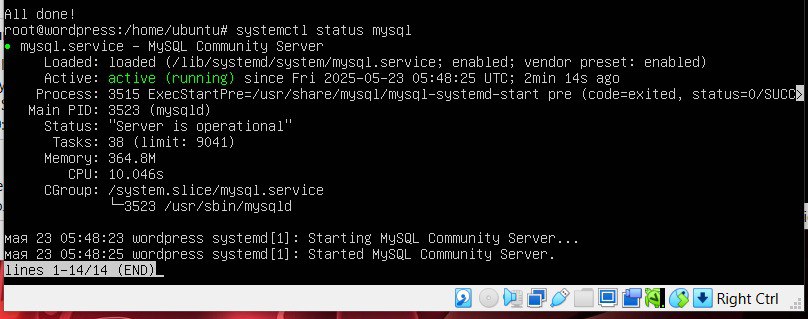 All done!
root@wordpress:/home/ubuntu# systemctl status mysql
● mysql.service - MySQL Community Server
     Loaded: loaded (/lib/systemd/system/mysql.service; enabled; vendor preset: enabled)
     Active: active (running) since Fri 2025-05-23 05:48:25 UTC; 2min 14s ago
    Process: 3515 ExecStartPre=/usr/share/mysql/mysql-systemd-start pre (code=exited, status=0/SUCC>
   Main PID: 3523 (mysqld)
     Status: "Server is operational"
      Tasks: 38 (limit: 9041)
     Memory: 364.8M
        CPU: 10.046s
     CGroup: /system.slice/mysql.service
             └─3523 /usr/sbin/mysqld
мая 23 05:48:23 wordpress systemd[1]: Starting MySQL Community Server...
мая 23 05:48:25 wordpress systemd[1]: Started MySQL Community Server.
lines 1-14/14 (END)
Right Ctrl